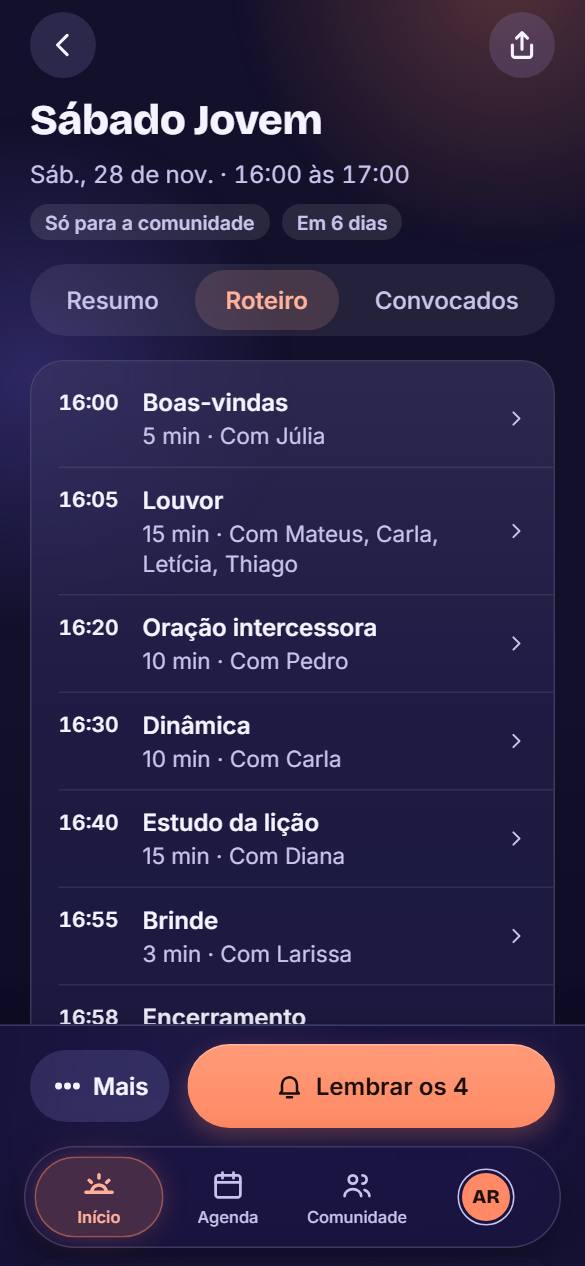 Sábado Jovem
Sáb., 28 de nov. · 16:00 às 17:00
Só para a comunidade
Em 6 dias
Resumo
Roteiro
Convocados
16:00
Boas-vindas
5 min · Com Júlia
16:05
Louvor
15 min · Com Mateus, Carla,
Letícia, Thiago
16:20
Oração intercessora
10 min · Com Pedro
16:30
Dinâmica
10 min · Com Carla
16:40
Estudo da lição
15 min · Com Diana
16:55
Brinde
3 min · Com Larissa
16:58
Encerramento
••• Mais
Lembrar os 4
Início
Agenda
Comunidade
AR